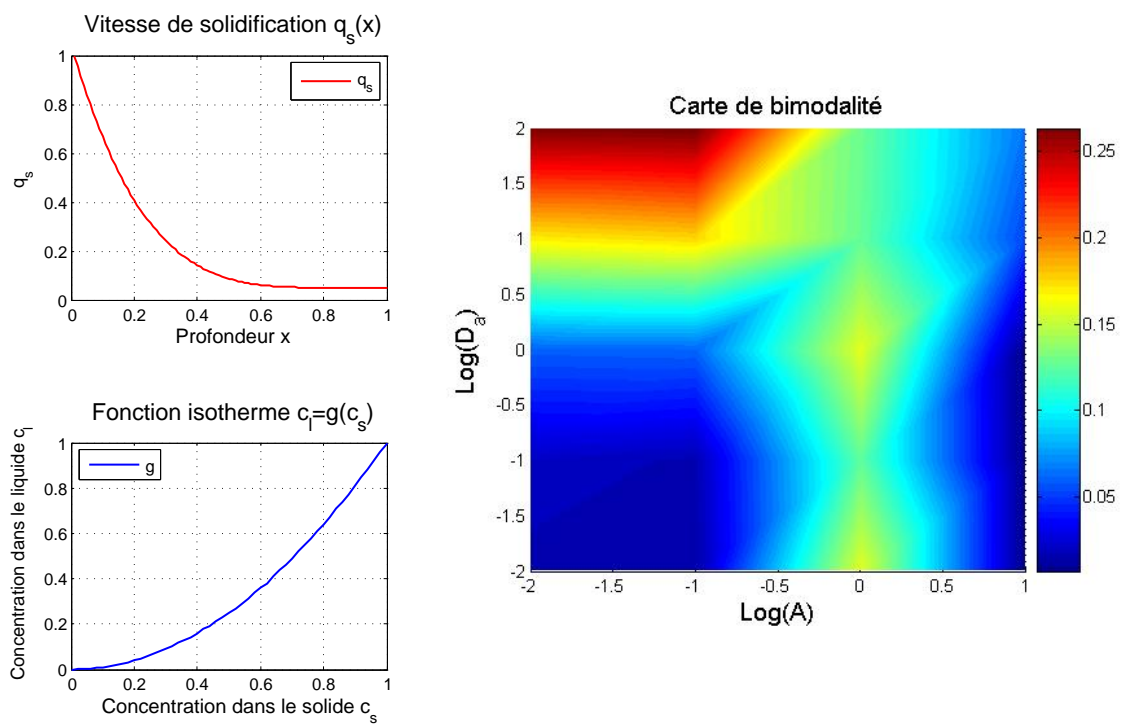 Vitesse de solidification q_s(x)
1
0.8
0.6
0.4
0.2
0
q_s
q_s
0 0.2 0.4 0.6 0.8 1
Profondeur x
Fonction isotherme c_l=g(c_s)
1
0.8
0.6
0.4
0.2
0
g
Concentration dans le liquide c_l
0 0.2 0.4 0.6 0.8 1
Concentration dans le solide c_s
Carte de bimodalité
2
1.5
1
0.5
0
-0.5
-1
-1.5
-2
Log(D_a)
-2 -1.5 -1 -0.5 0 0.5 1
Log(A)
0.25
0.2
0.15
0.1
0.05